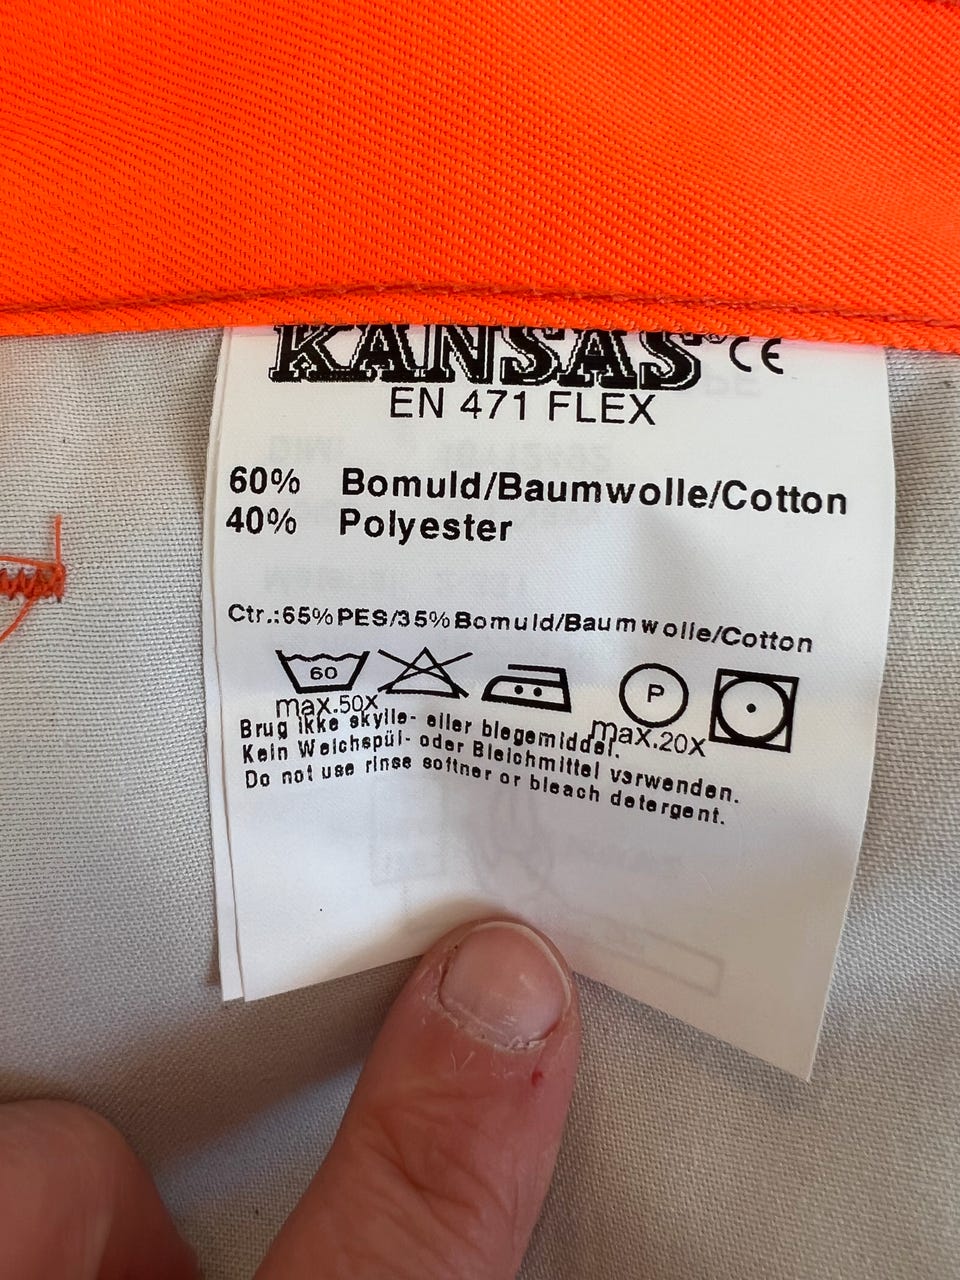 KANSAS® CE
EN 471 FLEX
60% Bomuld/Baumwolle/Cotton
40% Polyester
Ctr.:65%PES/35%Bomuld/Baumwolle/Cotton
60
P
max.50x
max.20x
Brug ikke skylle- eller blegemiddel.
Kein Weichspül- oder Bleichmittel verwenden.
Do not use rinse softner or bleach detergent.